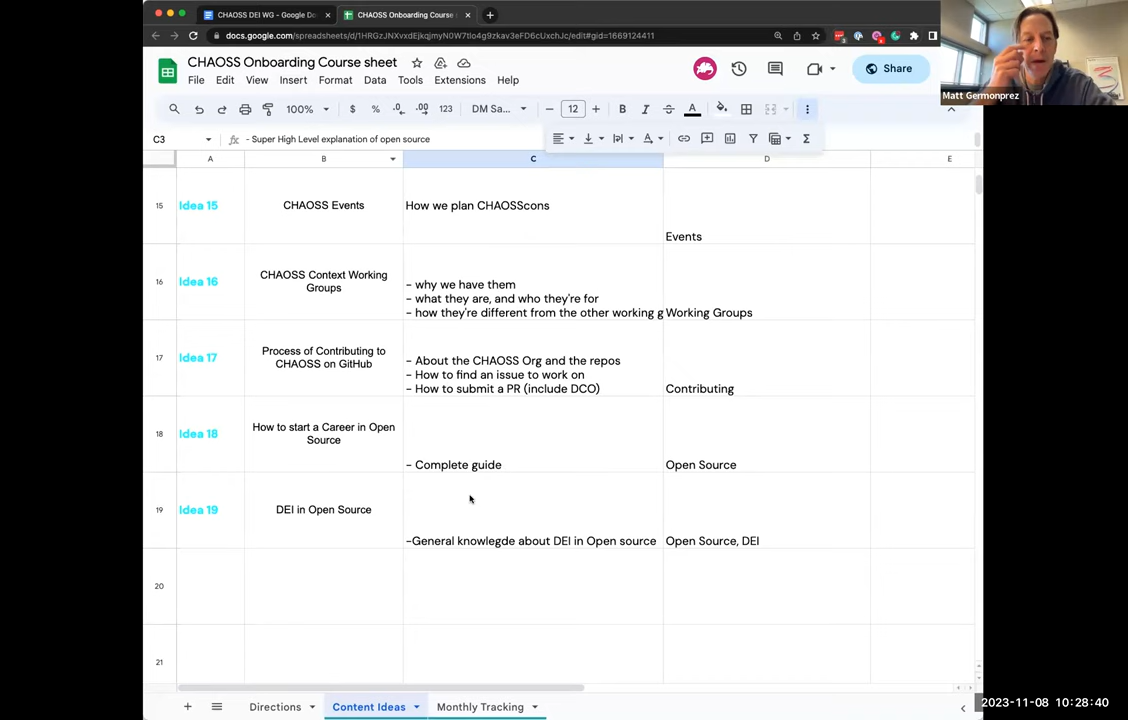 CHAOSS DEI WG - Google Do
CHAOSS Onboarding Course
docs.google.com/spreadsheets/d/1HRGzJNXvxdEjkqjmyN0W7tlo4g9zkav3eFD6cUxchJc/edit#gid=1669124411
Matt Germonprez
CHAOSS Onboarding Course sheet
File Edit View Insert Format Data Tools Extensions Help
Share
100% $ % .0 .00 123 DM Sa... 12 B I S A
C3 fx - Super High Level explanation of open source
A B C D E
15 Idea 15 CHAOSS Events How we plan CHAOSScons Events
16 Idea 16 CHAOSS Context Working
Groups
- why we have them
- what they are, and who they're for
- how they're different from the other working g Working Groups
17 Idea 17 Process of Contributing to
CHAOSS on GitHub
- About the CHAOSS Org and the repos
- How to find an issue to work on
- How to submit a PR (include DCO) Contributing
18 Idea 18 How to start a Career in Open
Source
- Complete guide Open Source
19 Idea 19 DEI in Open Source
-General knowlegde about DEI in Open source Open Source, DEI
20
21
Directions Content Ideas Monthly Tracking
2023-11-08 10:28:40